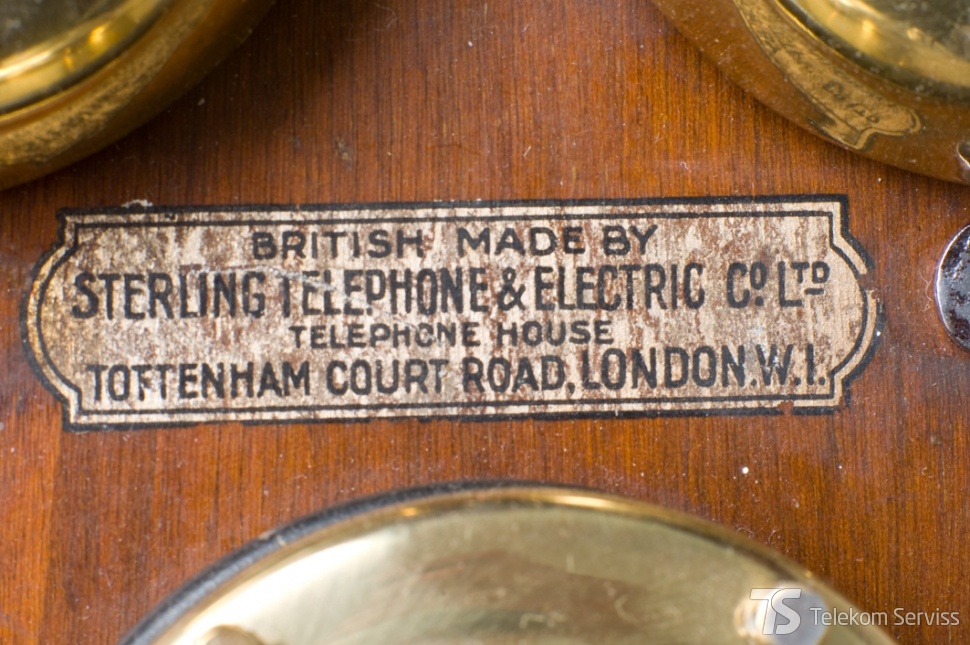 BRITISH MADE BY
STERLING TELEPHONE & ELECTRIC Co. LTD
TELEPHONE HOUSE
TOTTENHAM COURT ROAD, LONDON.W.1.
TS Telekom Serviss